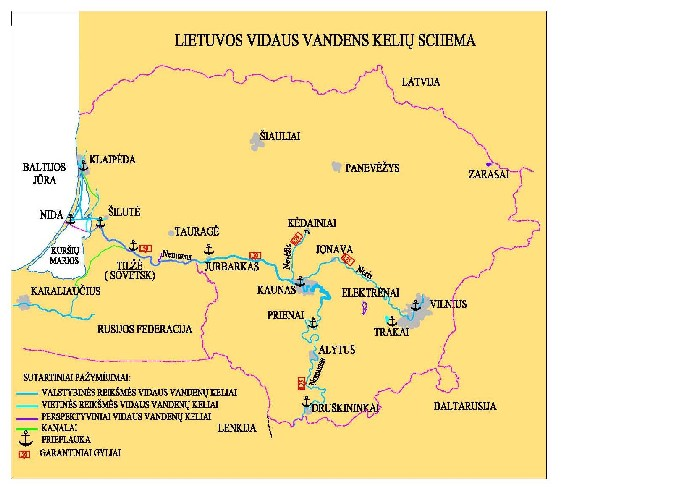 LIETUVOS VIDAUS VANDENS KELIŲ SCHEMA
LATVIJA
ŠIAULIAI
KLAIPĖDA
BALTIJOS
JŪRA
PANEVĖŽYS
ZARASAI
NIDA
ŠILUTĖ
TAURAGĖ
KĖDAINIAI
KURŠIŲ
MARIOS
TILŽĖ
(SOVETSK)
Nemunas
JURBARKAS
Nevėžis
JONAVA
Neris
KARALIAUČIUS
KAUNAS
ELEKTRĖNAI
VILNIUS
RUSIJOS FEDERACIJA
PRIENAI
TRAKAI
ALYTUS
Nemunas
SUTARTINIAI PAŽYMĖJIMAI:
VALSTYBINĖS REIKŠMĖS VIDAUS VANDENŲ KELIAI
VIETINĖS REIKŠMĖS VIDAUS VANDENŲ KELIAI
PERSPEKTYVINIAI VIDAUS VANDENŲ KELIAI
KANALAI
PRIEPLAUKA
GARANTINIAI GYLIAI
LENKIJA
DRUSKININKAI
BALTARUSIJA